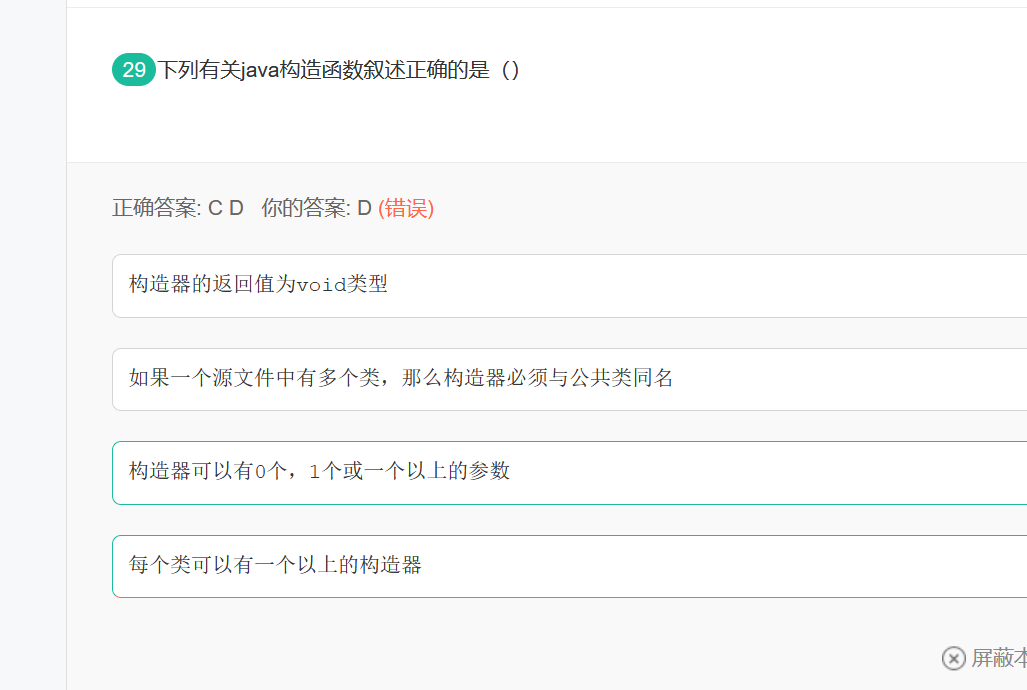 29 下列有关java构造函数叙述正确的是（）
正确答案: C D 你的答案: D (错误)
构造器的返回值为void类型
如果一个源文件中有多个类，那么构造器必须与公共类同名
构造器可以有0个，1个或一个以上的参数
每个类可以有一个以上的构造器
屏蔽本